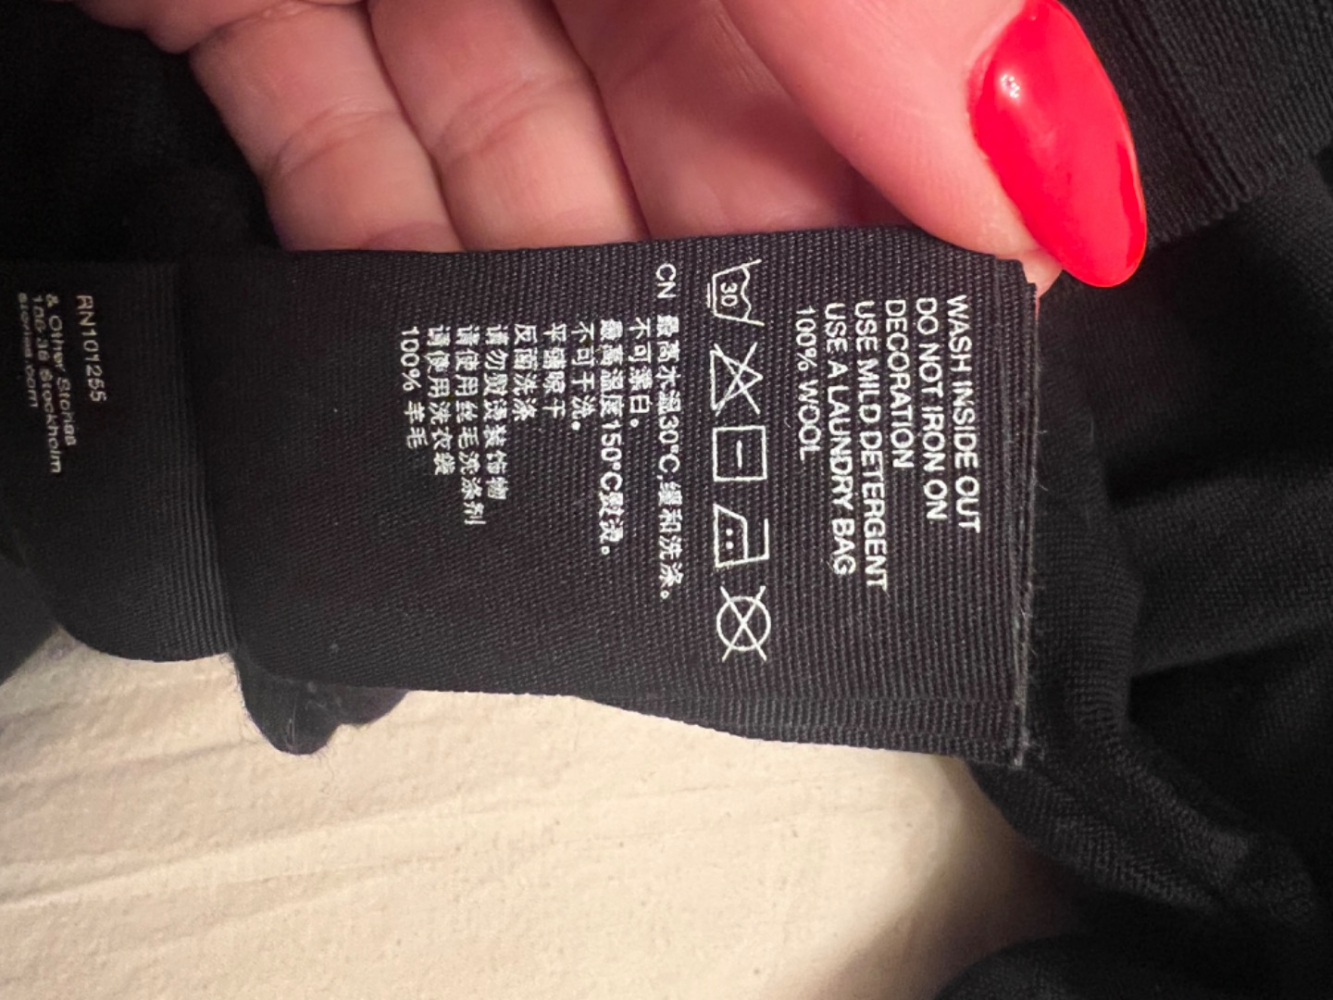 WASH INSIDE OUT
DO NOT IRON ON
DECORATION
USE MILD DETERGENT
USE A LAUNDRY BAG
100% WOOL
30
CN 最高水温30°C,缓和洗涤。
不可漂白。
最高温度150°C熨烫。
不可干洗。
平铺晾干
反面洗涤
请勿熨烫装饰物
请使用丝毛洗涤剂
请使用洗衣袋
100% 羊毛
RN101255
& Other Stories
106-38 Stockholm
stories.com